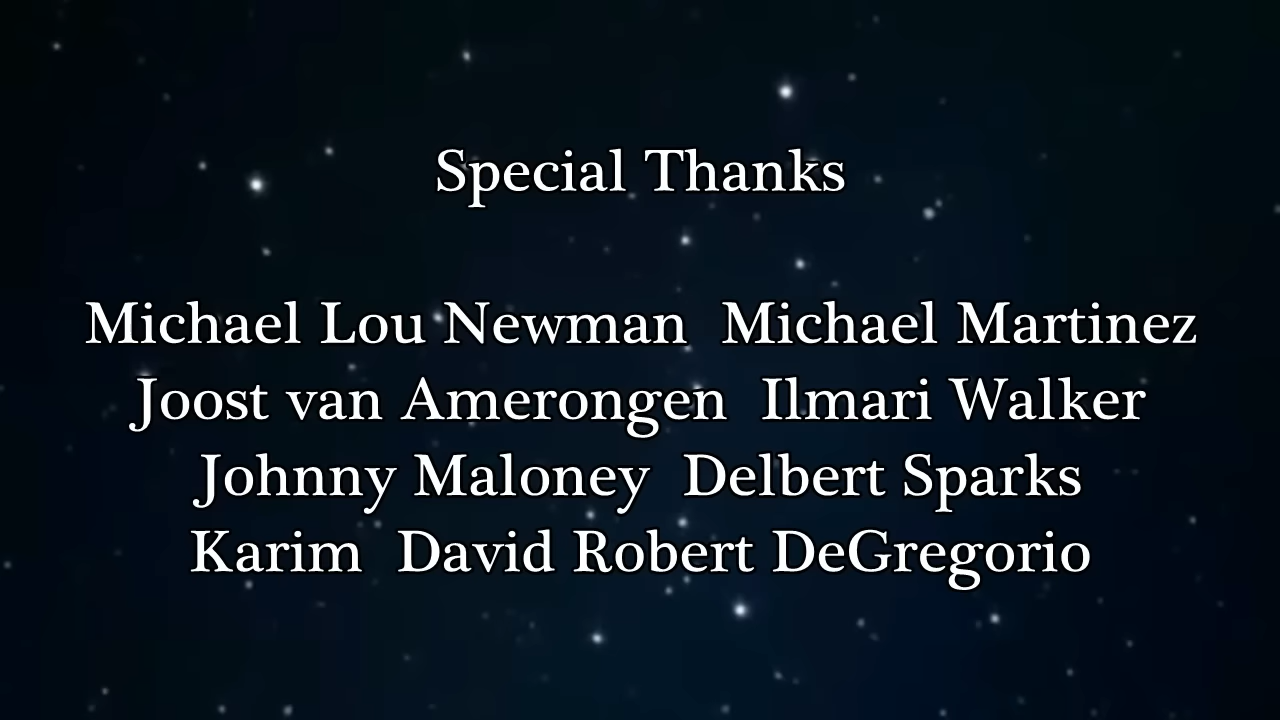 Special Thanks
Michael Lou Newman  Michael Martinez
Joost van Amerongen  Ilmari Walker
Johnny Maloney  Delbert Sparks
Karim  David Robert DeGregorio